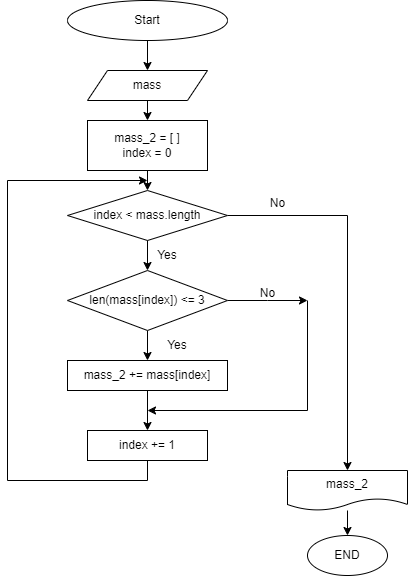 Start
mass
mass_2 = [ ]
index = 0
index < mass.length
No
Yes
len(mass[index]) <= 3
No
Yes
mass_2 += mass[index]
index += 1
mass_2
END